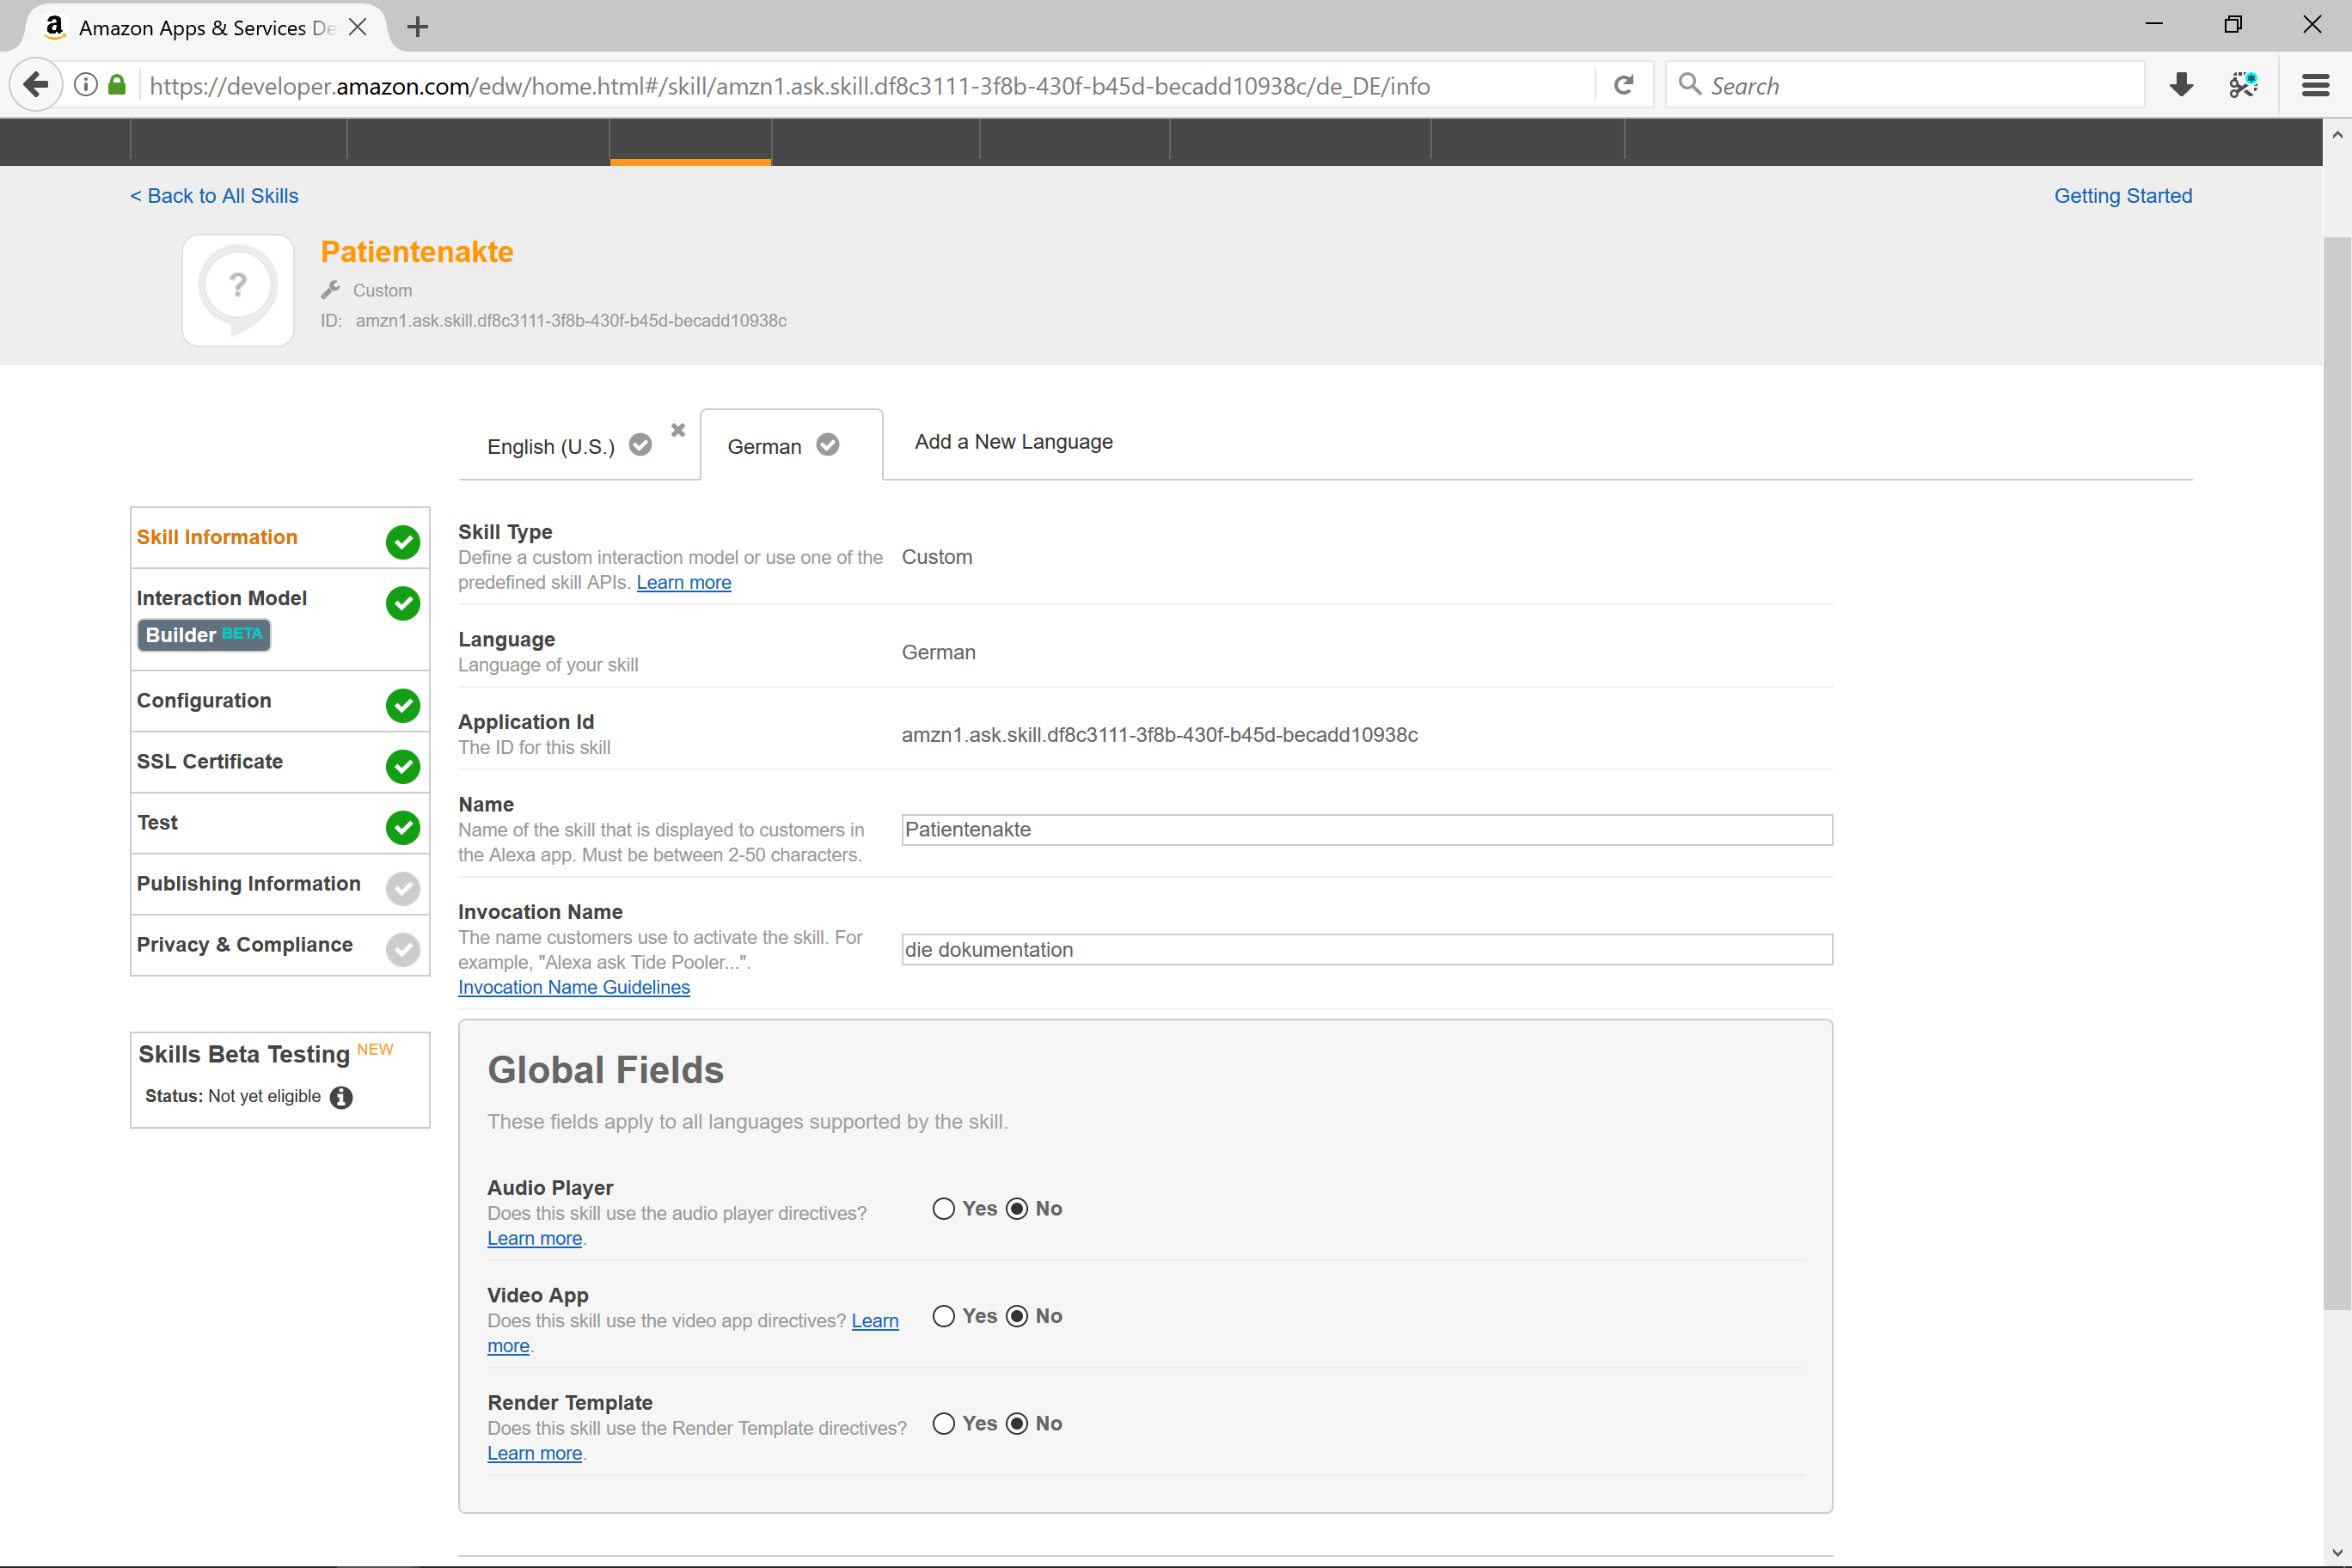 Amazon Apps & Services De
https://developer.amazon.com/edw/home.html#/skill/amzn1.ask.skill.df8c3111-3f8b-430f-b45d-becadd10938c/de_DE/info
Search
< Back to All Skills
Getting Started
Patientenakte
Custom
ID: amzn1.ask.skill.df8c3111-3f8b-430f-b45d-becadd10938c
English (U.S.)
German
Add a New Language
Skill Information
Interaction Model
Builder BETA
Configuration
SSL Certificate
Test
Publishing Information
Privacy & Compliance
Skills Beta Testing NEW
Status: Not yet eligible
Skill Type
Define a custom interaction model or use one of the
predefined skill APIs. Learn more
Custom
Language
Language of your skill
German
Application Id
The ID for this skill
amzn1.ask.skill.df8c3111-3f8b-430f-b45d-becadd10938c
Name
Name of the skill that is displayed to customers in
the Alexa app. Must be between 2-50 characters.
Patientenakte
Invocation Name
The name customers use to activate the skill. For
example, "Alexa ask Tide Pooler...".
Invocation Name Guidelines
die dokumentation
Global Fields
These fields apply to all languages supported by the skill.
Audio Player
Does this skill use the audio player directives?
Learn more.
Yes No
Video App
Does this skill use the video app directives? Learn
more.
Yes No
Render Template
Does this skill use the Render Template directives?
Learn more.
Yes No